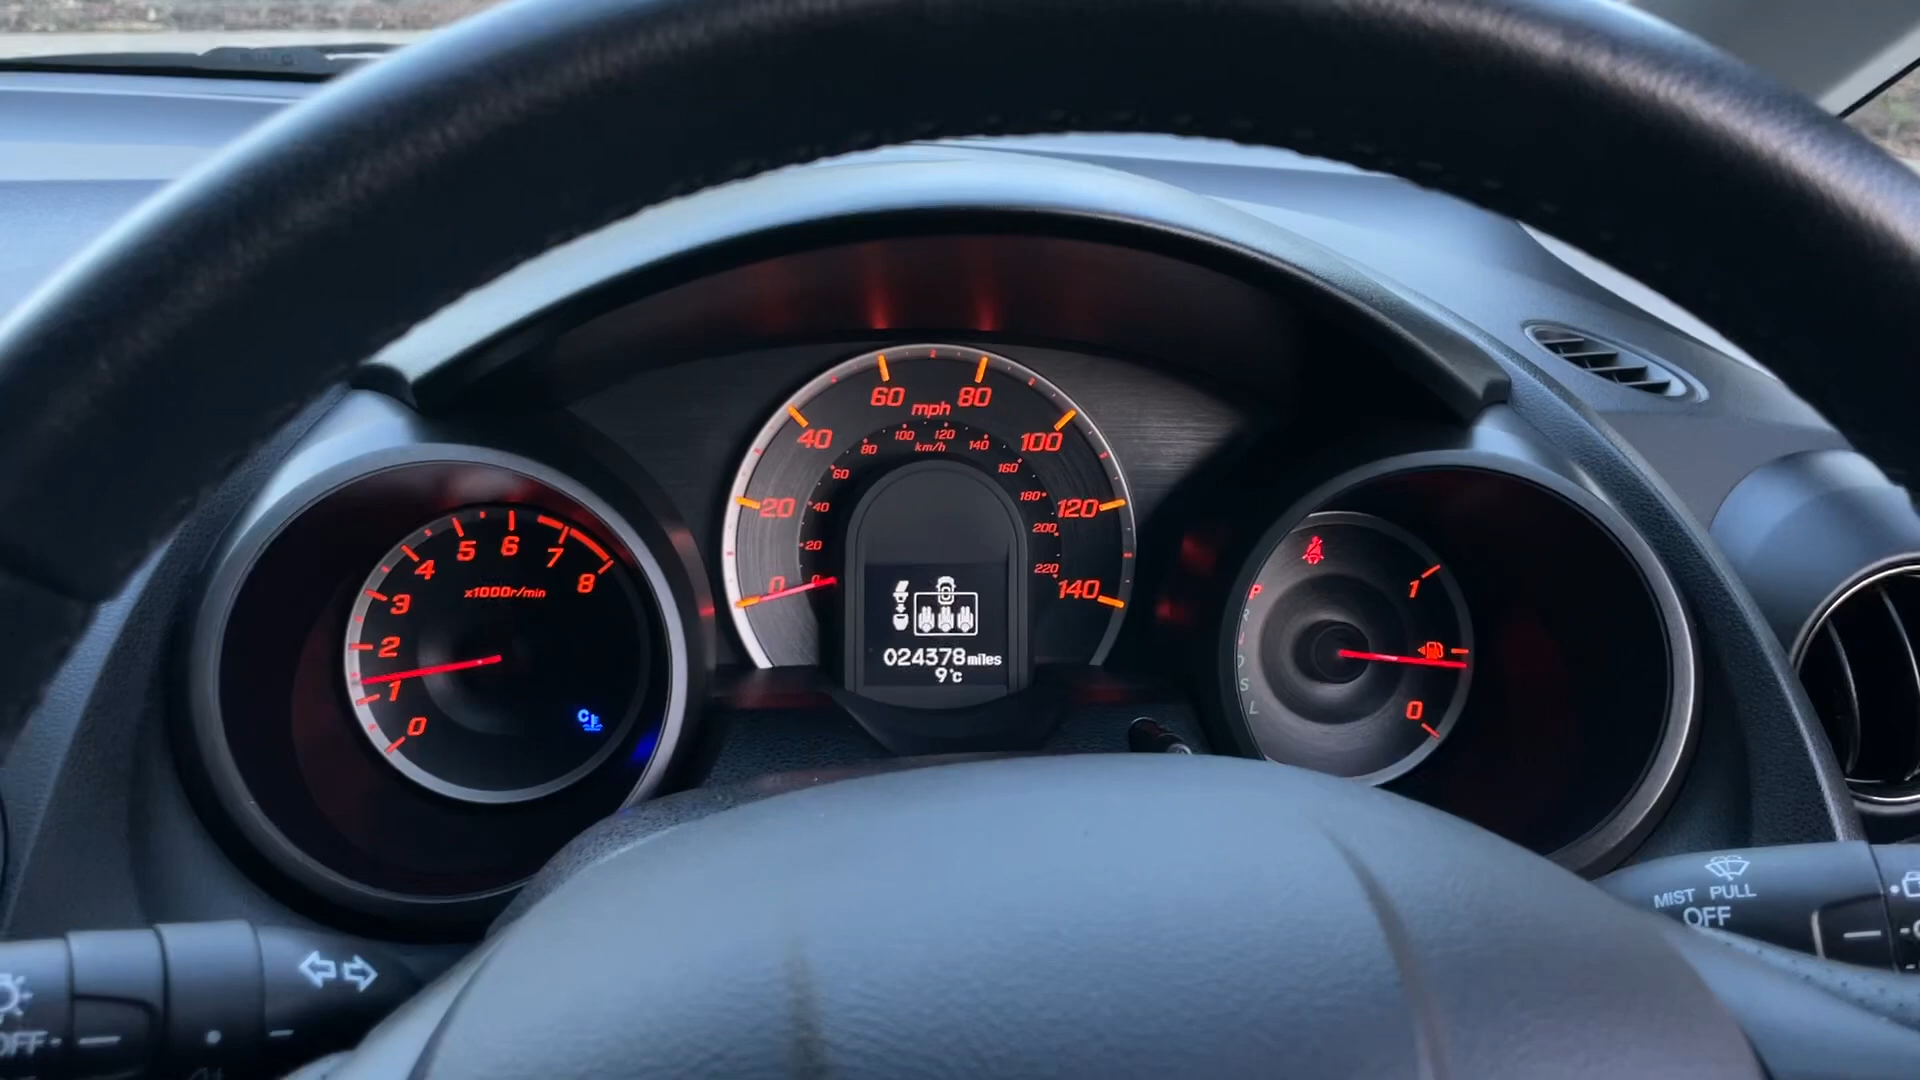 0 1 2 3 4 5 6 7 8
x1000r/min
C
0 20 40 60 80 100 120 140
mph
0 20 40 60 80 100 120 140 160 180 200 220
km/h
024378 miles
9°C
P
R
D
S
L
1
0
MIST PULL
OFF
OFF